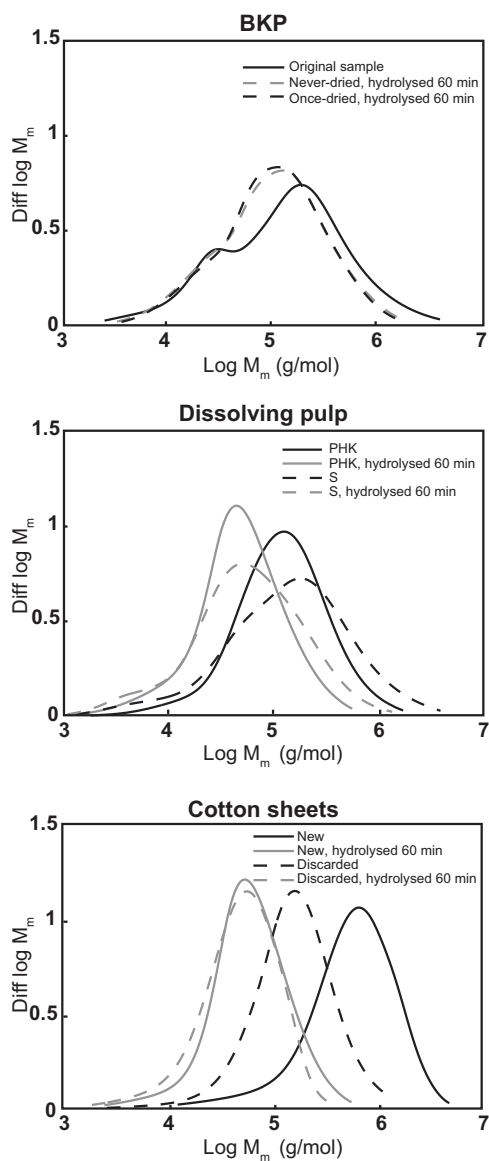 BKP
1.5
Original sample
Never-dried, hydrolysed 60 min
Once-dried, hydrolysed 60 min
1
Diff log Mm
0.5
0
3 4 5 6 7
Log Mm (g/mol)
Dissolving pulp
1.5
PHK
PHK, hydrolysed 60 min
S
S, hydrolysed 60 min
1
Diff log Mm
0.5
0
3 4 5 6 7
Log Mm (g/mol)
Cotton sheets
1.5
New
New, hydrolysed 60 min
Discarded
Discarded, hydrolysed 60 min
1
Diff log Mm
0.5
0
3 4 5 6 7
Log Mm (g/mol)